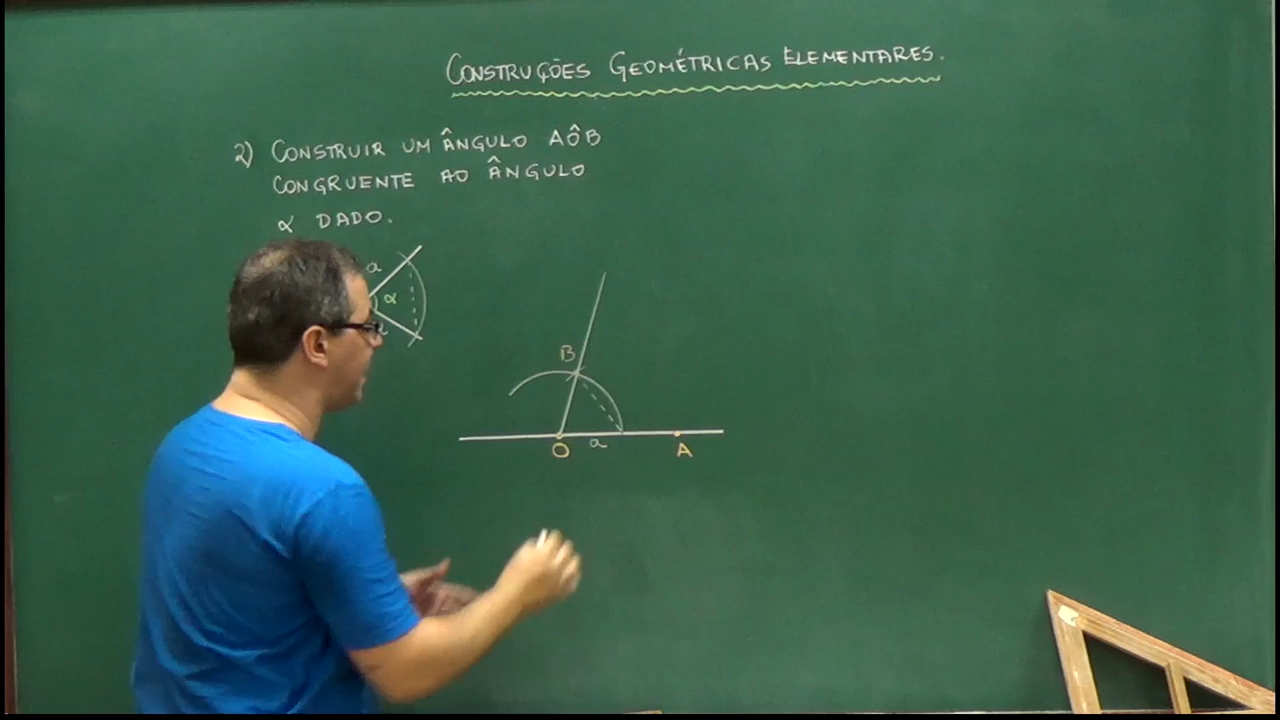 CONSTRUÇÕES GEOMÉTRICAS ELEMENTARES.
2) CONSTRUIR UM ÂNGULO AÔB
CONGRUENTE AO ÂNGULO
α DADO.
a
α
B
O
a
A